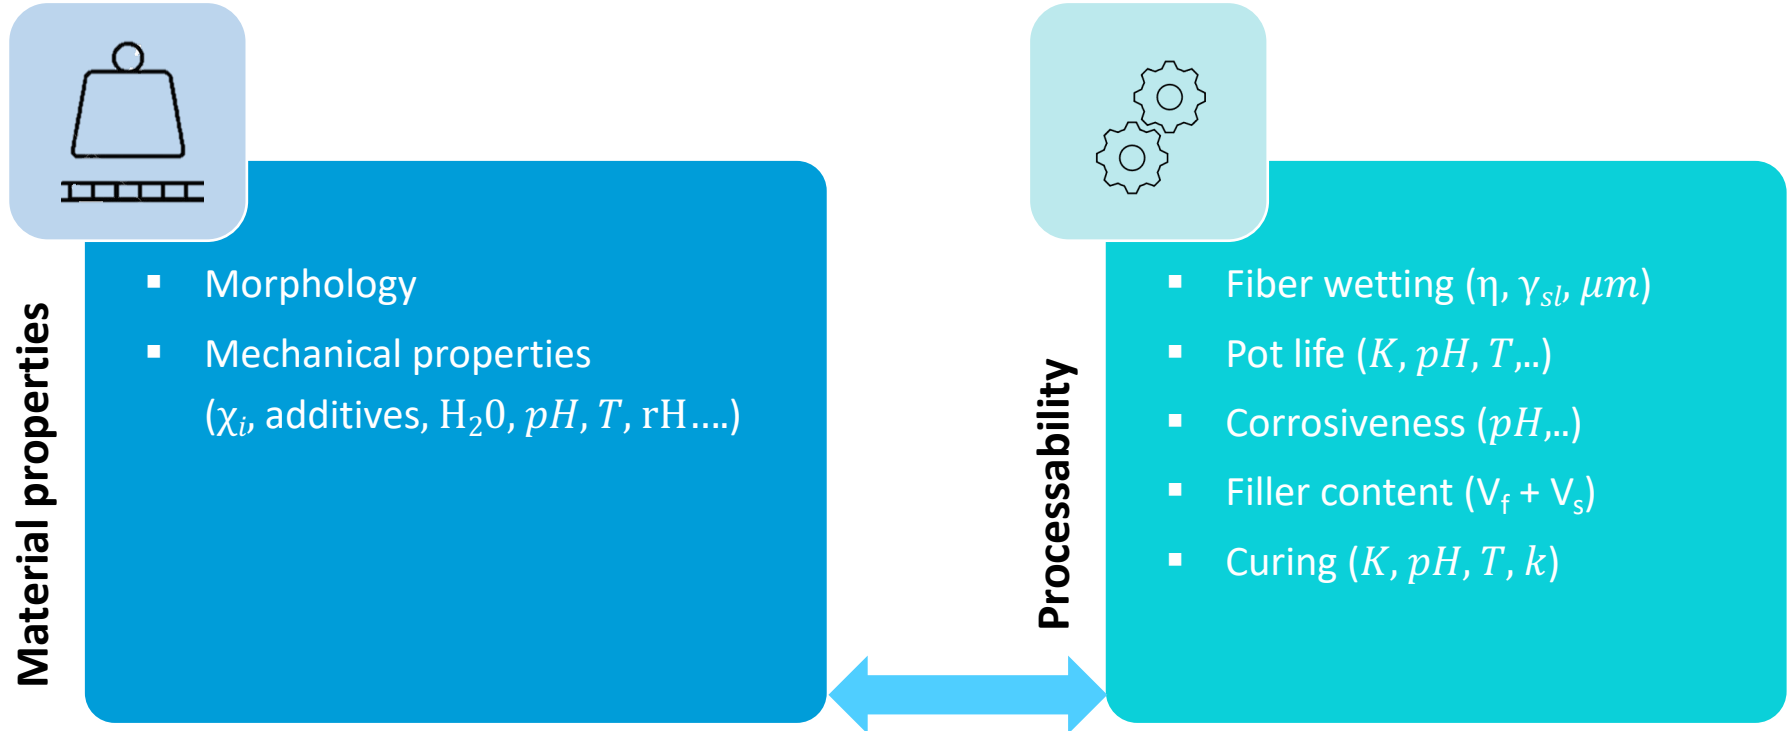 Material properties
▪ Morphology
▪ Mechanical properties
(χᵢ, additives, H₂0, pH, T, rH....)
Processability
▪ Fiber wetting (η, γₛₗ, μm)
▪ Pot life (K, pH, T,..)
▪ Corrosiveness (pH,..)
▪ Filler content (V_f + Vₛ)
▪ Curing (K, pH, T, k)